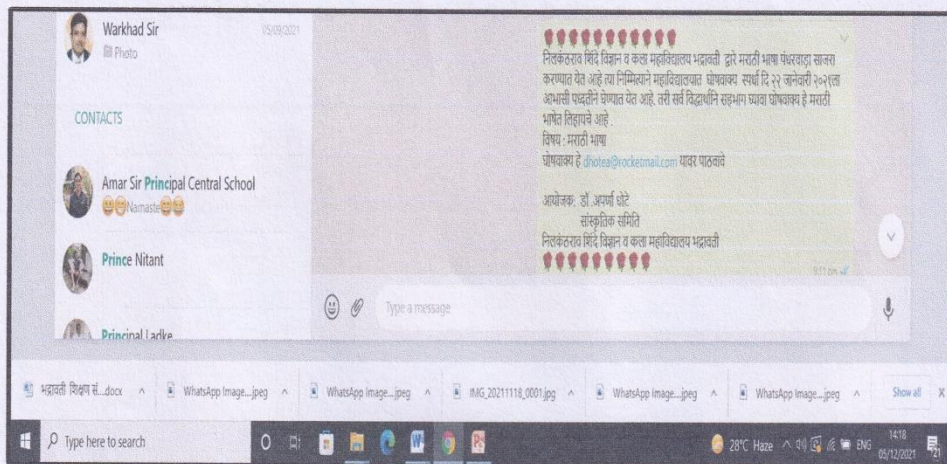 Warkhad Sir
05/09/2021
Photo
CONTACTS
Amar Sir Principal Central School
Namaste
Prince Nitant
Principal Ladke
निलकंठराव शिंदे विज्ञान व कला महाविद्यालय भद्रावती द्वारे मराठी भाषा पंधरवाडा साजरा
करण्यात येत आहे त्या निमित्याने महाविद्यालयात घोषवाक्य स्पर्धा दि २२ जानेवारी २०२१ला
आभासी पध्दतीने घेण्यात येत आहे. तरी सर्व विद्यार्थीनि सहभाग घ्यावा घोषवाक्य हे मराठी
भाषेत लिहायचे आहे .
विषय : मराठी भाषा
घोषवाक्य हे dhotea@rocketmail.com यावर पाठवावे
आयोजक: डॉ .अपर्णा धोटे
सांस्कृतिक समिति
निलकंठराव शिंदे विज्ञान व कला महाविद्यालय भद्रावती
9:11 pm
Type a message
भद्रावती शिक्षण सं...docx
WhatsApp Image...jpeg
WhatsApp Image...jpeg
IMG_20211118_0001.jpg
WhatsApp Image...jpeg
WhatsApp Image...jpeg
Show all
Type here to search
28°C Haze
ENG
14:18
05/12/2021
21